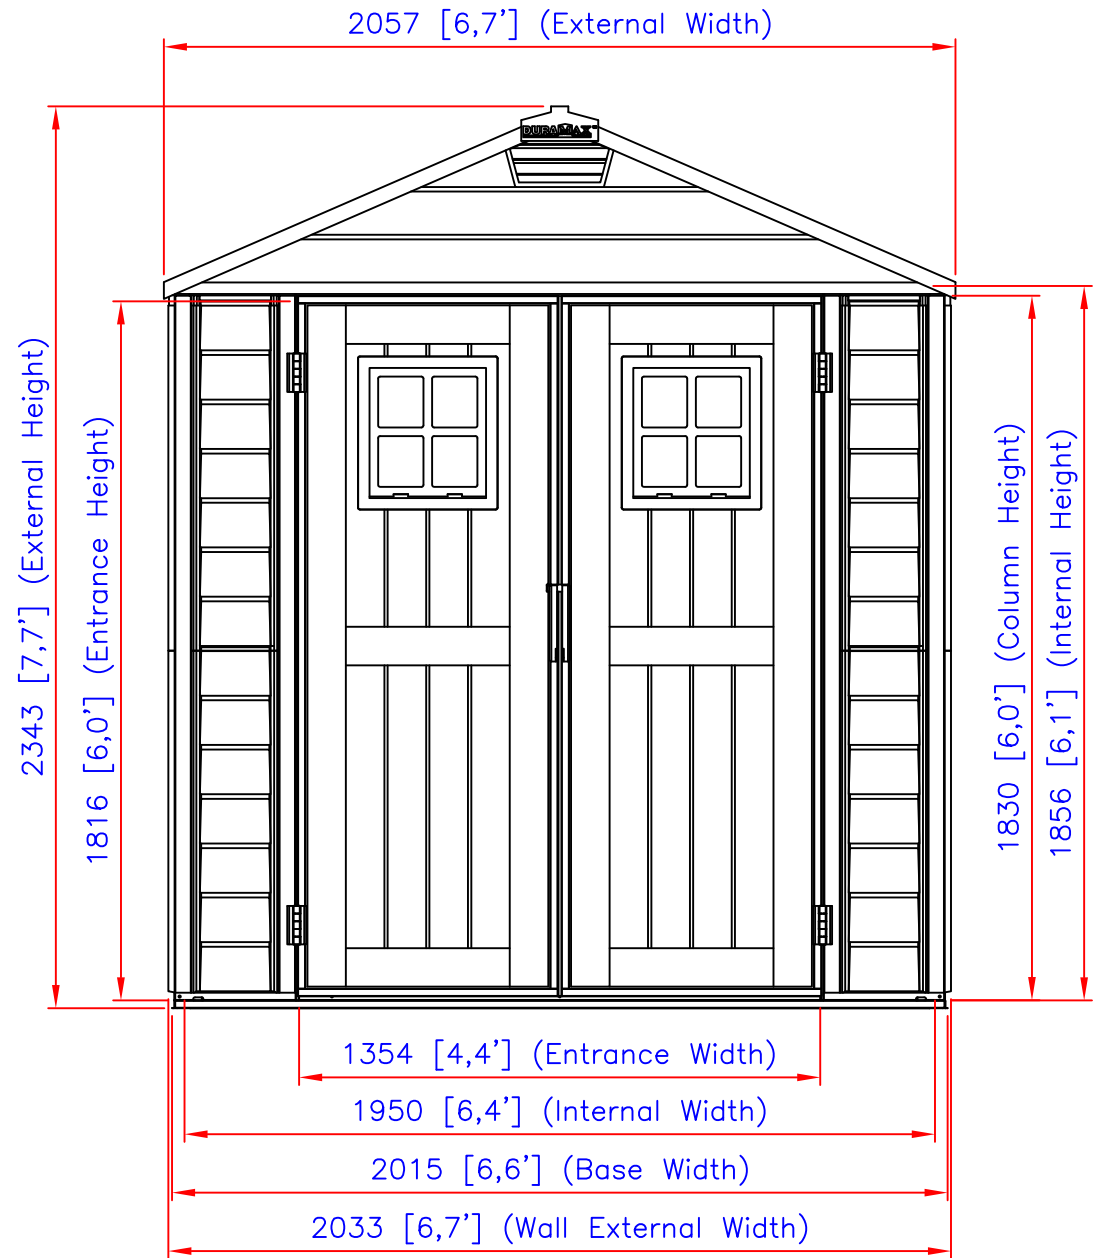 2057 [6,7'] (External Width)
DURAMAX
2343 [7,7'] (External Height)
1816 [6,0'] (Entrance Height)
1830 [6,0'] (Column Height)
1856 [6,1'] (Internal Height)
1354 [4,4'] (Entrance Width)
1950 [6,4'] (Internal Width)
2015 [6,6'] (Base Width)
2033 [6,7'] (Wall External Width)